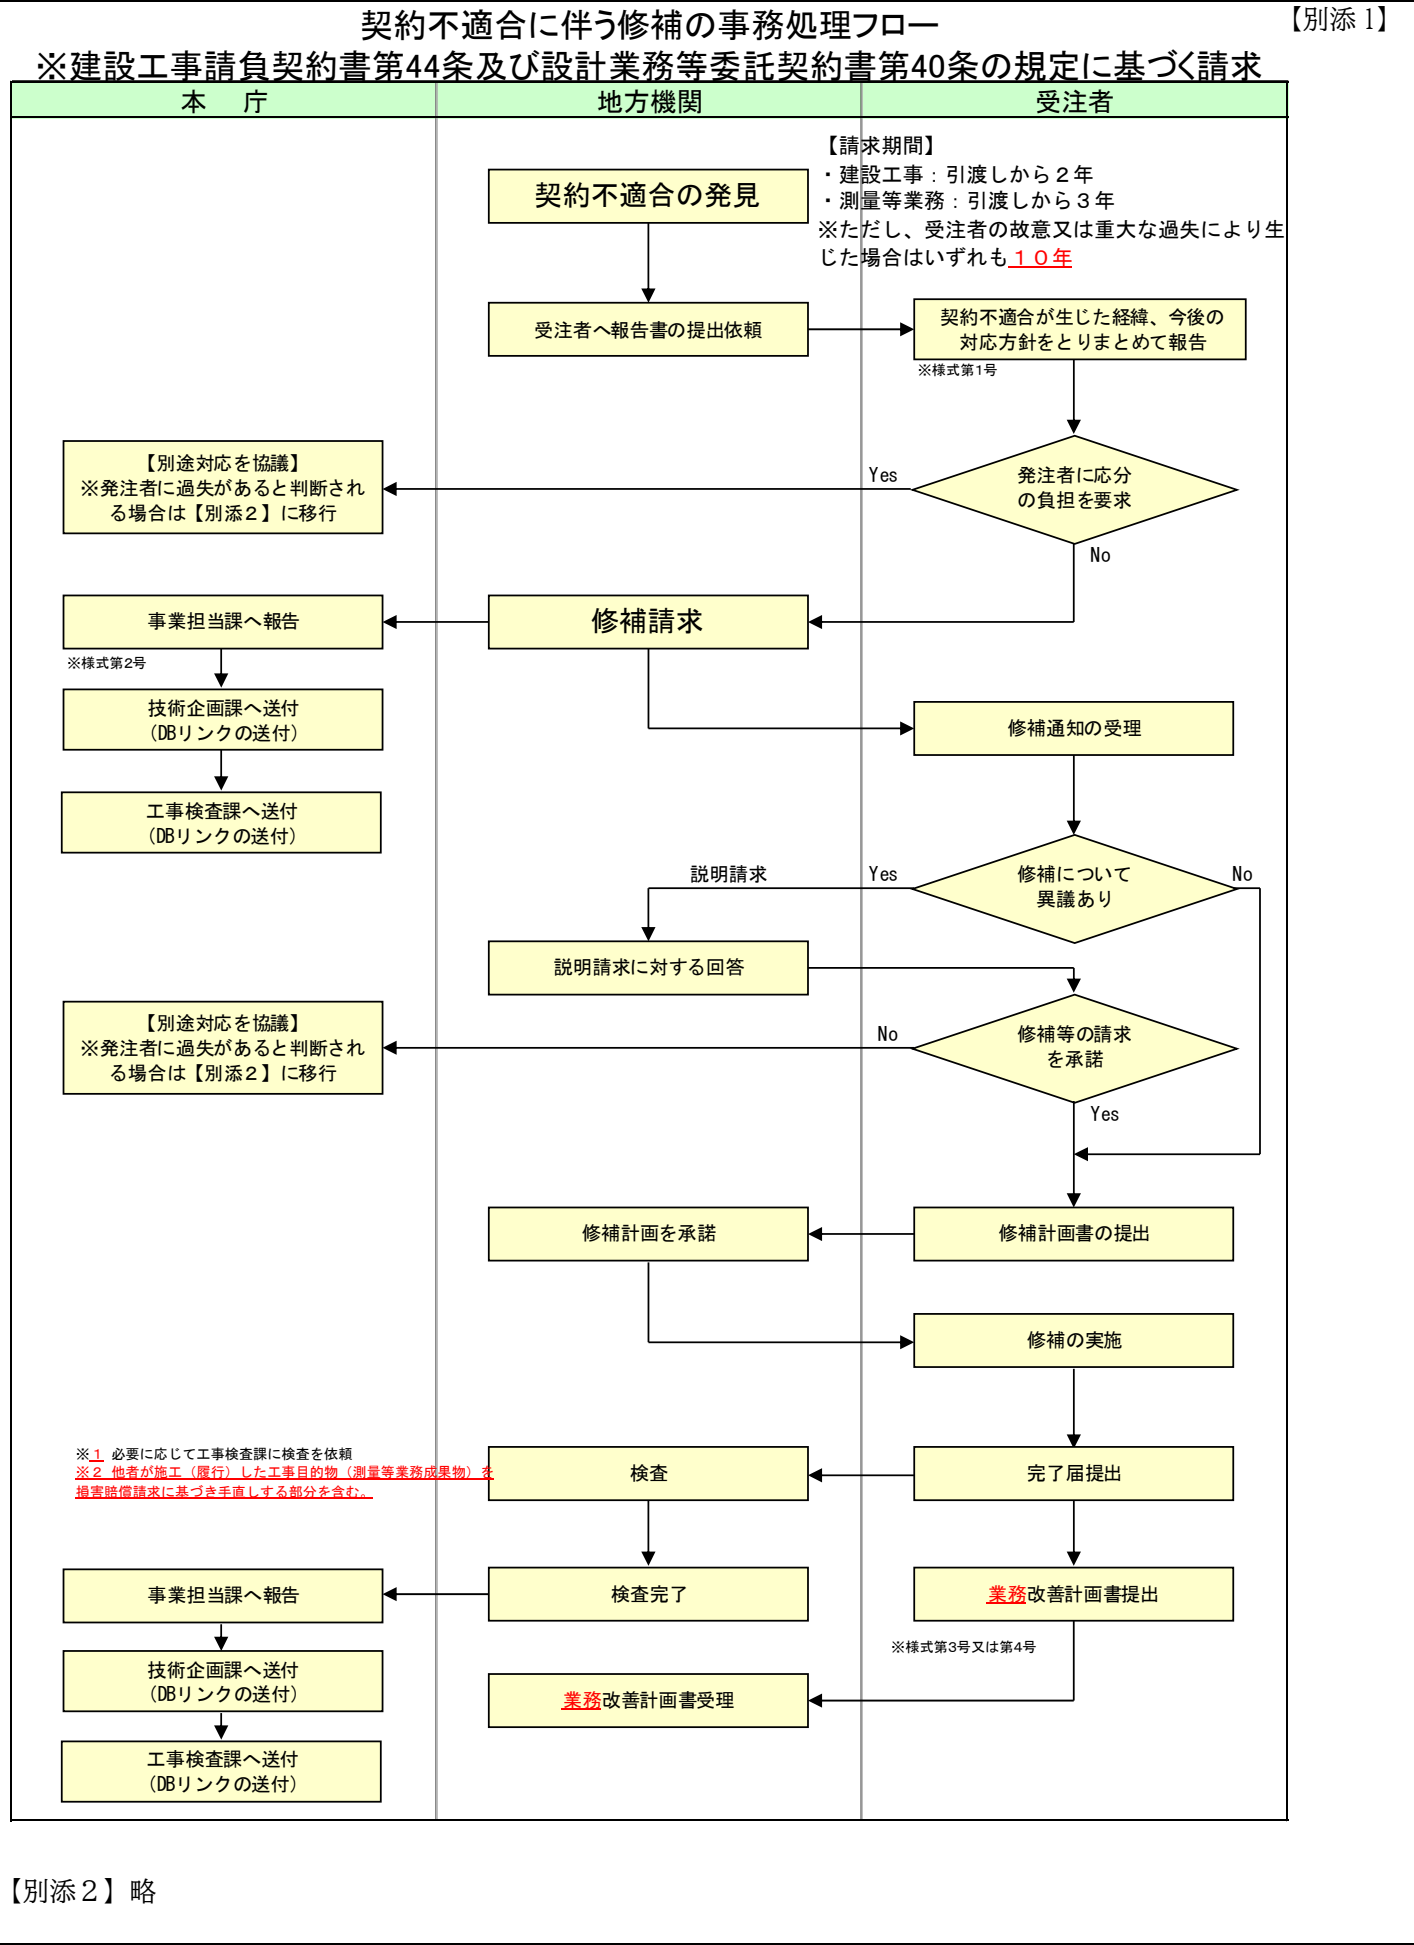 【別添1】
契約不適合に伴う修補の事務処理フロー
※建設工事請負契約書第44条及び設計業務等委託契約書第40条の規定に基づく請求
本　庁
地方機関
受注者
【請求期間】
・建設工事：引渡しから２年
・測量等業務：引渡しから３年
※ただし、受注者の故意又は重大な過失により生
じた場合はいずれも１０年
契約不適合の発見
受注者へ報告書の提出依頼
契約不適合が生じた経緯、今後の
対応方針をとりまとめて報告
※様式第1号
発注者に応分
の負担を要求
Yes
No
【別途対応を協議】
※発注者に過失があると判断され
る場合は【別添２】に移行
修補請求
事業担当課へ報告
※様式第2号
技術企画課へ送付
（DBリンクの送付）
工事検査課へ送付
（DBリンクの送付）
修補通知の受理
修補について
異議あり
Yes
No
説明請求
説明請求に対する回答
修補等の請求
を承諾
No
Yes
【別途対応を協議】
※発注者に過失があると判断され
る場合は【別添２】に移行
修補計画書の提出
修補計画を承諾
修補の実施
完了届提出
検査
※１ 必要に応じて工事検査課に検査を依頼
※２ 他者が施工（履行）した工事目的物（測量等業務成果物）を
損害賠償請求に基づき手直しする部分を含む。
検査完了
業務改善計画書提出
※様式第3号又は第4号
業務改善計画書受理
事業担当課へ報告
技術企画課へ送付
（DBリンクの送付）
工事検査課へ送付
（DBリンクの送付）
【別添２】略